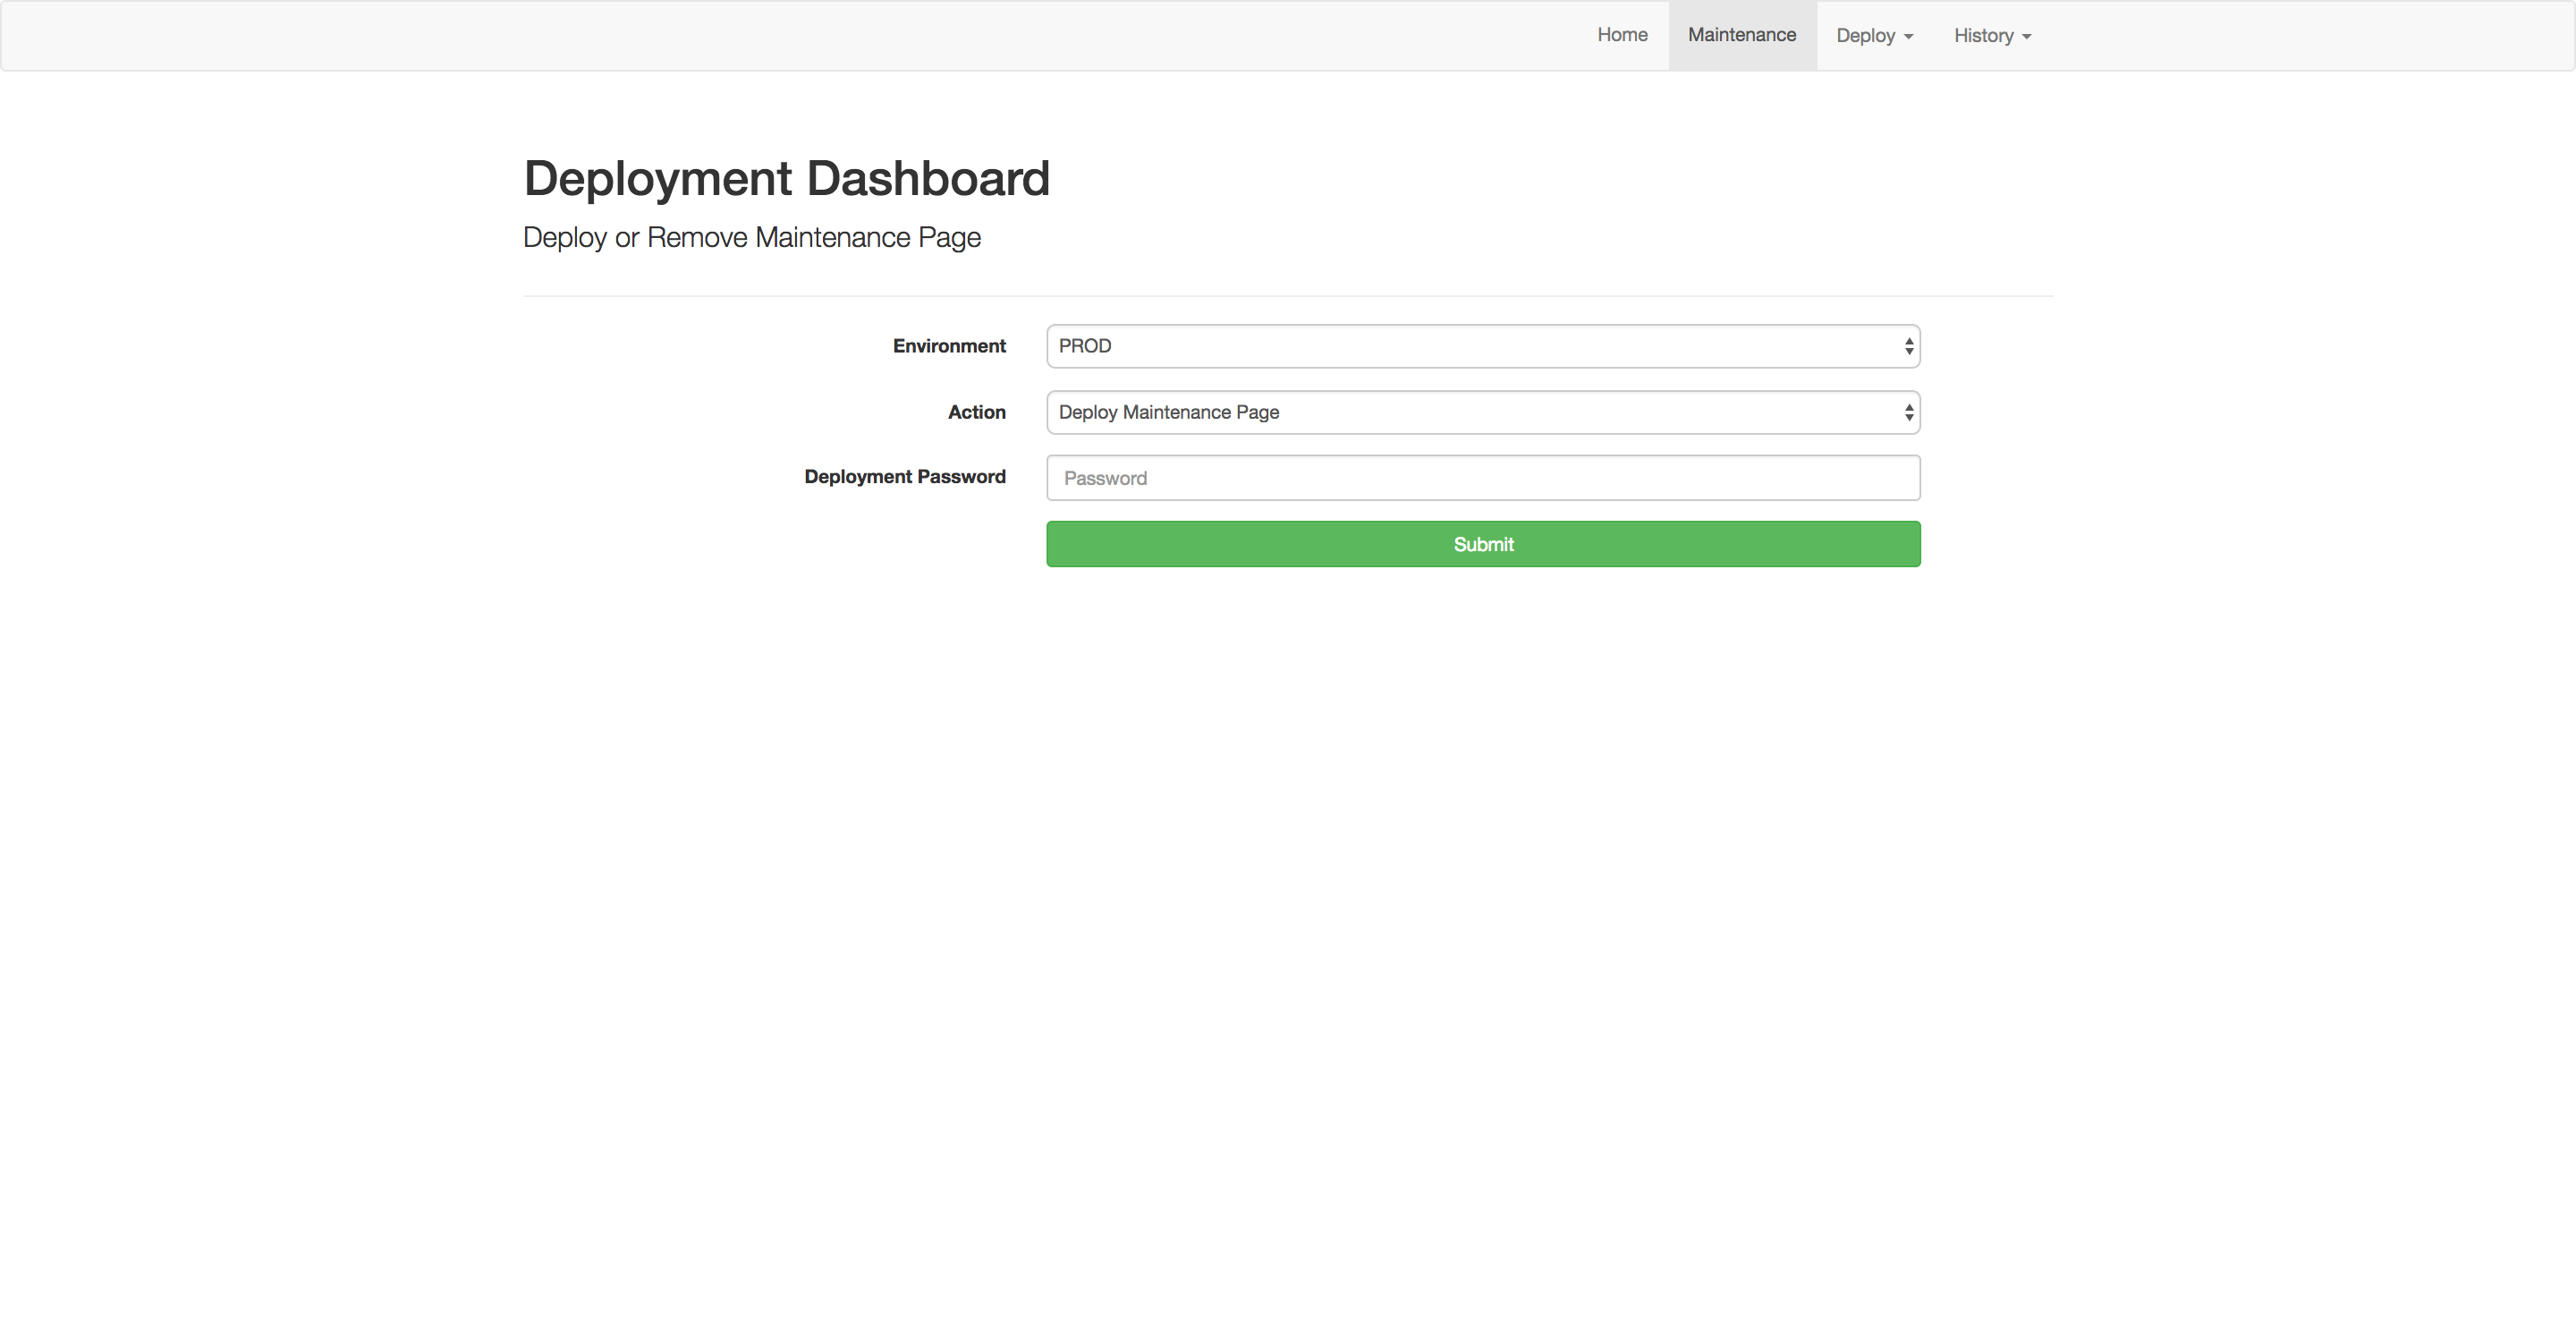 Home Maintenance Deploy History
Deployment Dashboard
Deploy or Remove Maintenance Page
Environment PROD
Action Deploy Maintenance Page
Deployment Password Password
Submit